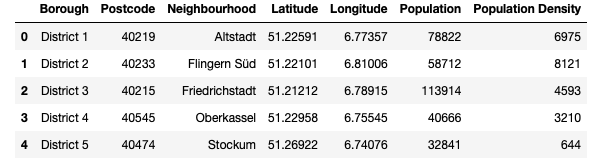 Borough Postcode Neighbourhood Latitude Longitude Population Population Density
0 District 1 40219 Altstadt 51.22591 6.77357 78822 6975
1 District 2 40233 Flingern Süd 51.22101 6.81006 58712 8121
2 District 3 40215 Friedrichstadt 51.21212 6.78915 113914 4593
3 District 4 40545 Oberkassel 51.22958 6.75545 40666 3210
4 District 5 40474 Stockum 51.26922 6.74076 32841 644